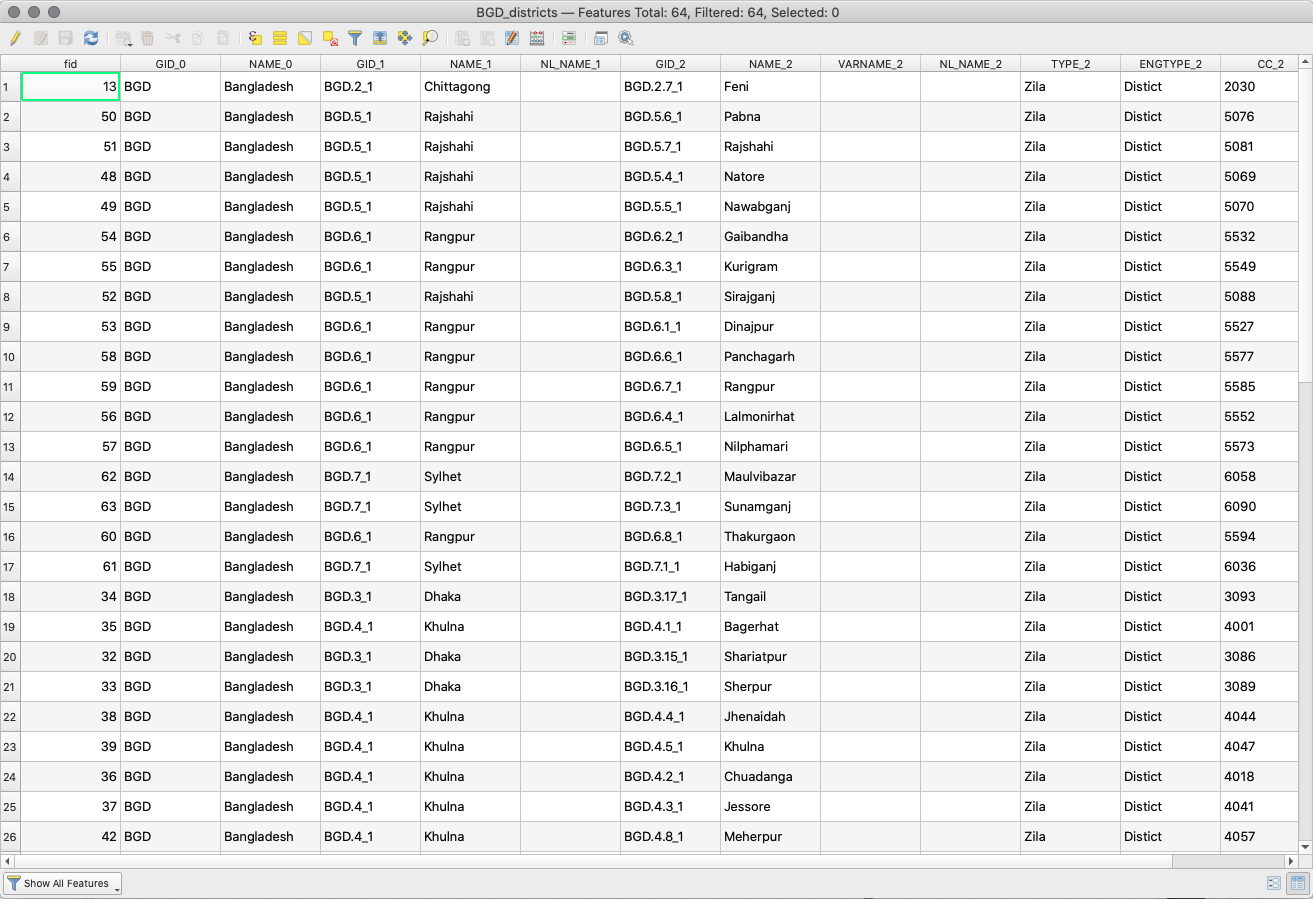 BGD_districts — Features Total: 64, Filtered: 64, Selected: 0
fid GID_0 NAME_0 GID_1 NAME_1 NL_NAME_1 GID_2 NAME_2 VARNAME_2 NL_NAME_2 TYPE_2 ENGTYPE_2 CC_2
1 13 BGD Bangladesh BGD.2_1 Chittagong BGD.2.7_1 Feni Zila Distict 2030
2 50 BGD Bangladesh BGD.5_1 Rajshahi BGD.5.6_1 Pabna Zila Distict 5076
3 51 BGD Bangladesh BGD.5_1 Rajshahi BGD.5.7_1 Rajshahi Zila Distict 5081
4 48 BGD Bangladesh BGD.5_1 Rajshahi BGD.5.4_1 Natore Zila Distict 5069
5 49 BGD Bangladesh BGD.5_1 Rajshahi BGD.5.5_1 Nawabganj Zila Distict 5070
6 54 BGD Bangladesh BGD.6_1 Rangpur BGD.6.2_1 Gaibandha Zila Distict 5532
7 55 BGD Bangladesh BGD.6_1 Rangpur BGD.6.3_1 Kurigram Zila Distict 5549
8 52 BGD Bangladesh BGD.5_1 Rajshahi BGD.5.8_1 Sirajganj Zila Distict 5088
9 53 BGD Bangladesh BGD.6_1 Rangpur BGD.6.1_1 Dinajpur Zila Distict 5527
10 58 BGD Bangladesh BGD.6_1 Rangpur BGD.6.6_1 Panchagarh Zila Distict 5577
11 59 BGD Bangladesh BGD.6_1 Rangpur BGD.6.7_1 Rangpur Zila Distict 5585
12 56 BGD Bangladesh BGD.6_1 Rangpur BGD.6.4_1 Lalmonirhat Zila Distict 5552
13 57 BGD Bangladesh BGD.6_1 Rangpur BGD.6.5_1 Nilphamari Zila Distict 5573
14 62 BGD Bangladesh BGD.7_1 Sylhet BGD.7.2_1 Maulvibazar Zila Distict 6058
15 63 BGD Bangladesh BGD.7_1 Sylhet BGD.7.3_1 Sunamganj Zila Distict 6090
16 60 BGD Bangladesh BGD.6_1 Rangpur BGD.6.8_1 Thakurgaon Zila Distict 5594
17 61 BGD Bangladesh BGD.7_1 Sylhet BGD.7.1_1 Habiganj Zila Distict 6036
18 34 BGD Bangladesh BGD.3_1 Dhaka BGD.3.17_1 Tangail Zila Distict 3093
19 35 BGD Bangladesh BGD.4_1 Khulna BGD.4.1_1 Bagerhat Zila Distict 4001
20 32 BGD Bangladesh BGD.3_1 Dhaka BGD.3.15_1 Shariatpur Zila Distict 3086
21 33 BGD Bangladesh BGD.3_1 Dhaka BGD.3.16_1 Sherpur Zila Distict 3089
22 38 BGD Bangladesh BGD.4_1 Khulna BGD.4.4_1 Jhenaidah Zila Distict 4044
23 39 BGD Bangladesh BGD.4_1 Khulna BGD.4.5_1 Khulna Zila Distict 4047
24 36 BGD Bangladesh BGD.4_1 Khulna BGD.4.2_1 Chuadanga Zila Distict 4018
25 37 BGD Bangladesh BGD.4_1 Khulna BGD.4.3_1 Jessore Zila Distict 4041
26 42 BGD Bangladesh BGD.4_1 Khulna BGD.4.8_1 Meherpur Zila Distict 4057
Show All Features